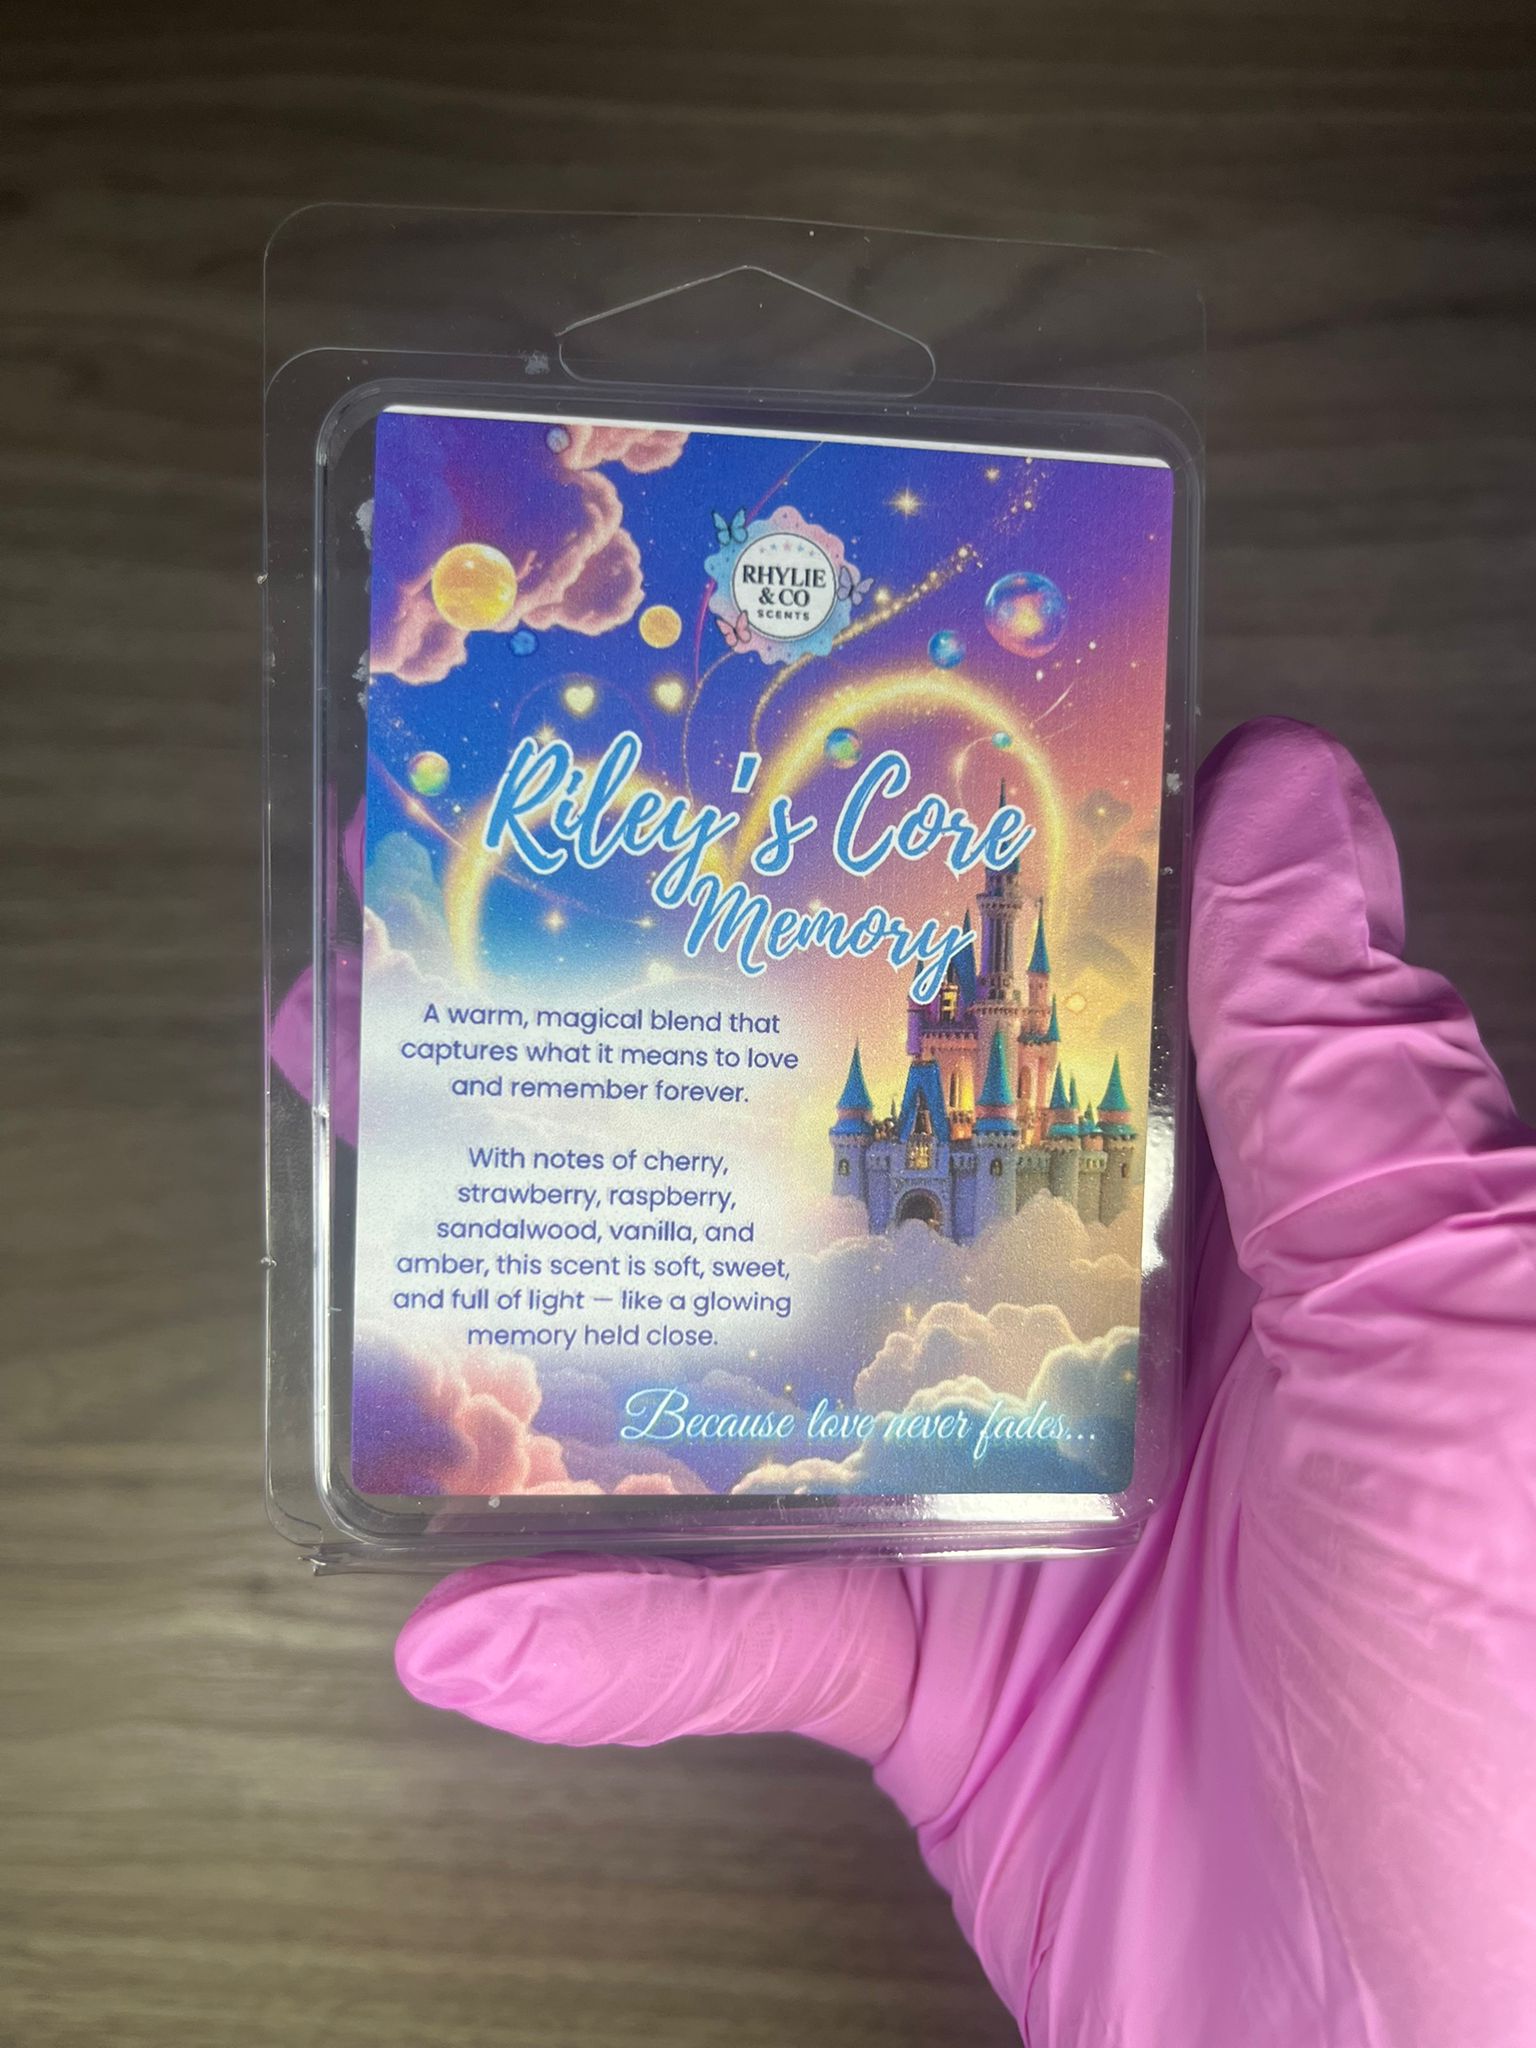 RHYLIE
& CO
SCENTS
Riley's Core
Memory
A warm, magical blend that
captures what it means to love
and remember forever.
With notes of cherry,
strawberry, raspberry,
sandalwood, vanilla, and
amber, this scent is soft, sweet,
and full of light — like a glowing
memory held close.
Because love never fades...